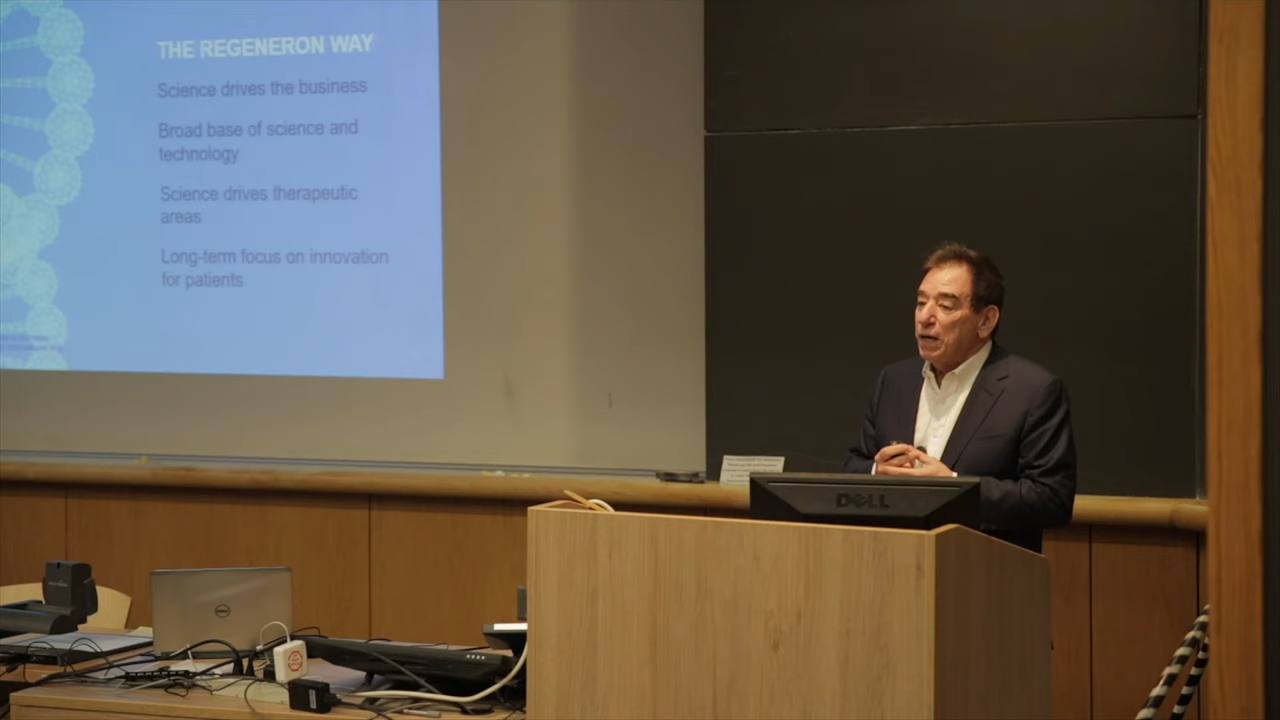 THE REGENERON WAY
Science drives the business
Broad base of science and
technology
Science drives therapeutic
areas
Long-term focus on innovation
for patients
DELL